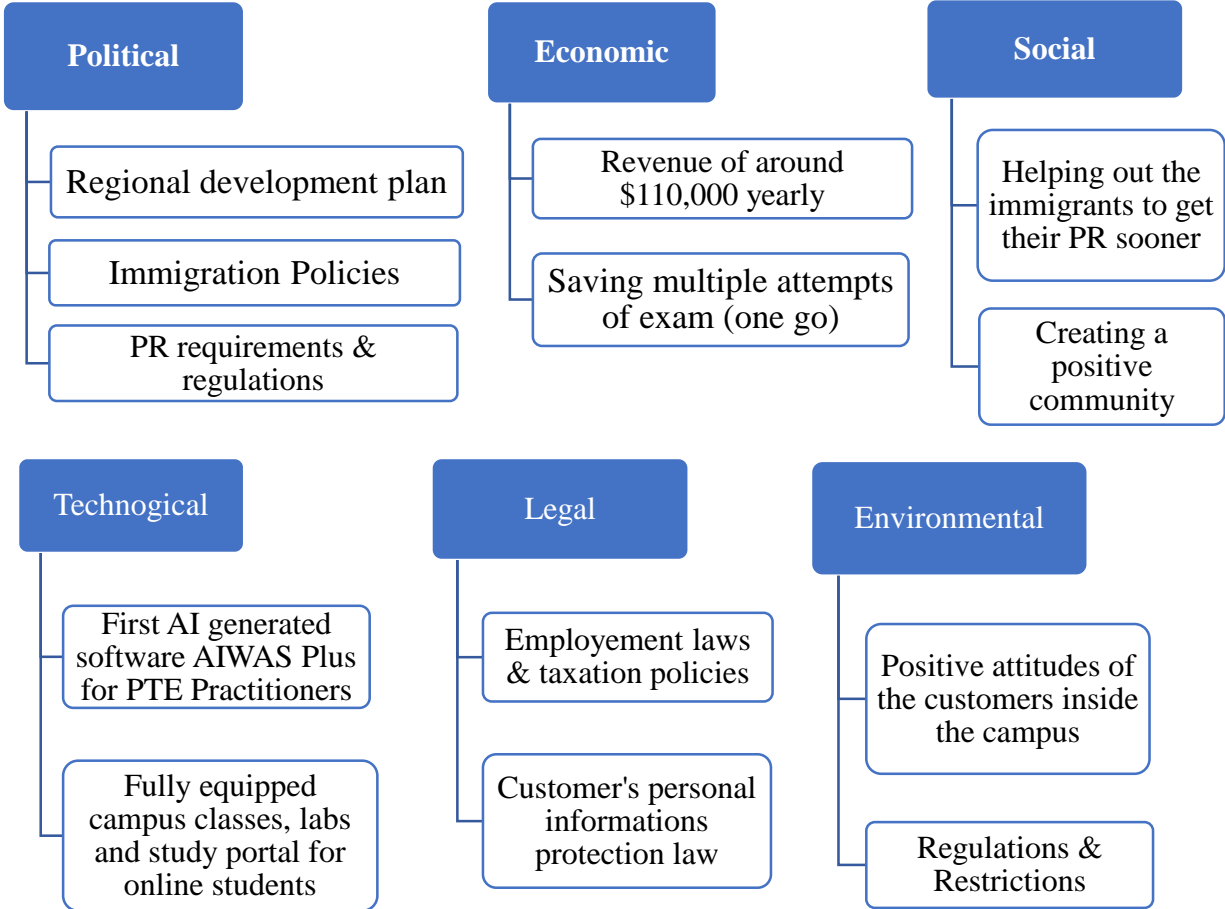 Political
Regional development plan
Immigration Policies
PR requirements &
regulations
Economic
Revenue of around
$110,000 yearly
Saving multiple attempts
of exam (one go)
Social
Helping out the
immigrants to get
their PR sooner
Creating a
positive
community
Technogical
First AI generated
software AIWAS Plus
for PTE Practitioners
Fully equipped
campus classes, labs
and study portal for
online students
Legal
Employement laws
& taxation policies
Customer's personal
informations
protection law
Environmental
Positive attitudes of
the customers inside
the campus
Regulations &
Restrictions